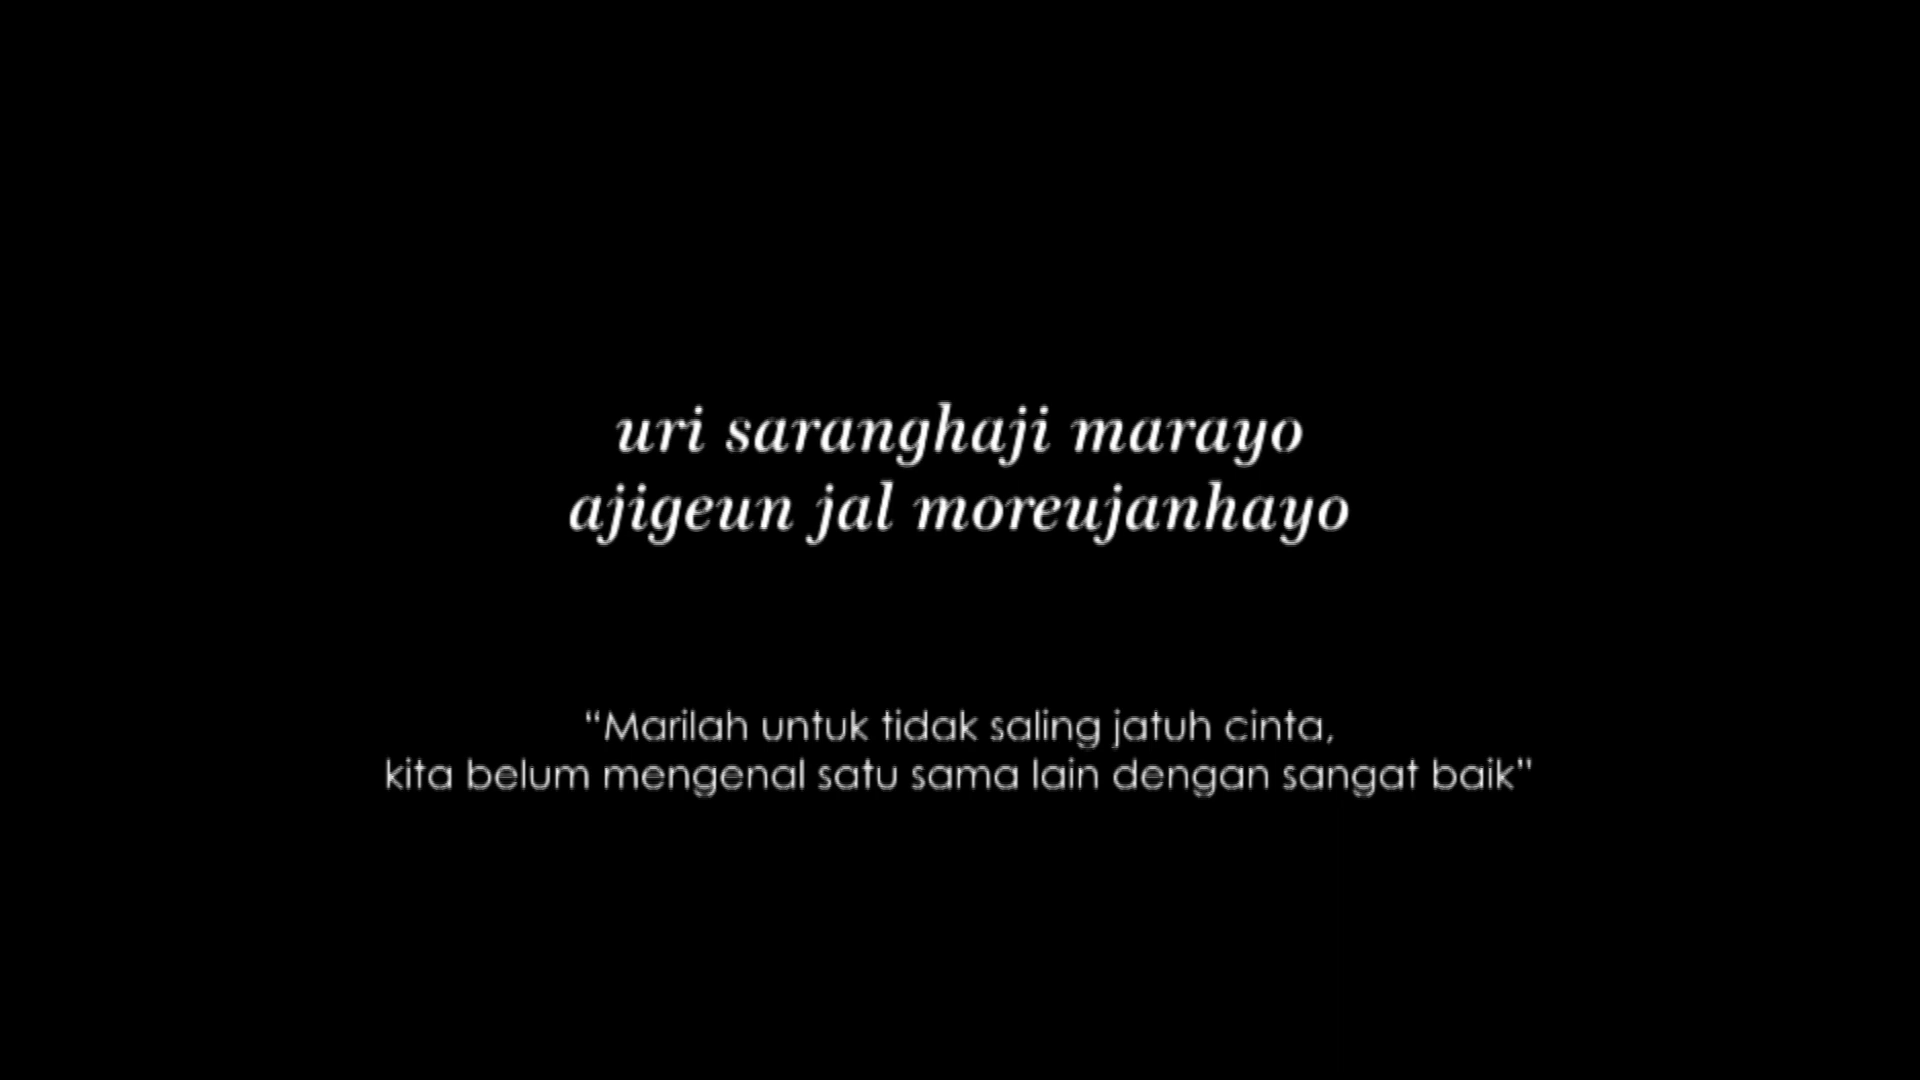 uri saranghaji marayo
ajigeun jal moreujanhayo
“Marilah untuk tidak saling jatuh cinta,
kita belum mengenal satu sama lain dengan sangat baik”